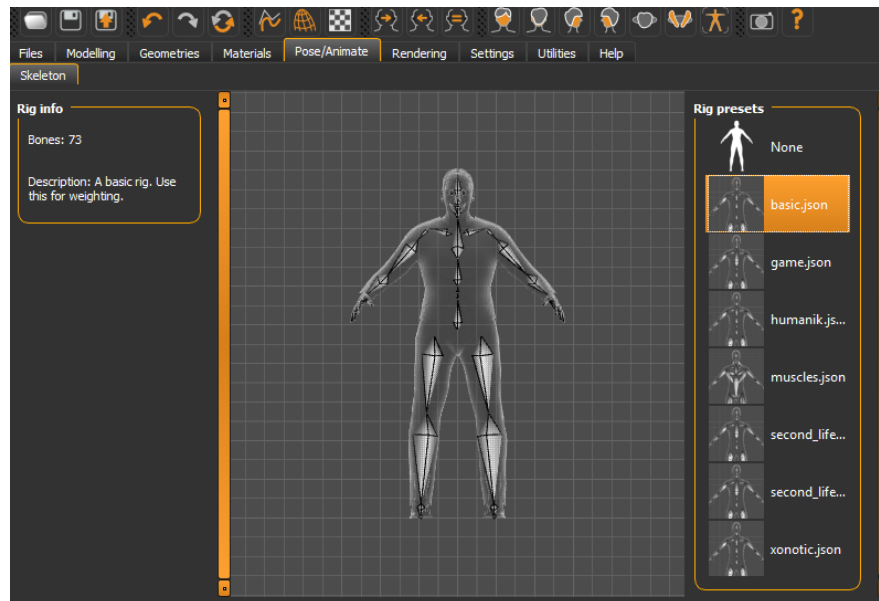 Files Modelling Geometries Materials Pose/Animate Rendering Settings Utilities Help
Skeleton
Rig info
Bones: 73
Description: A basic rig. Use
this for weighting.
Rig presets
None
basic.json
game.json
humanik.js...
muscles.json
second_life...
second_life...
xonotic.json